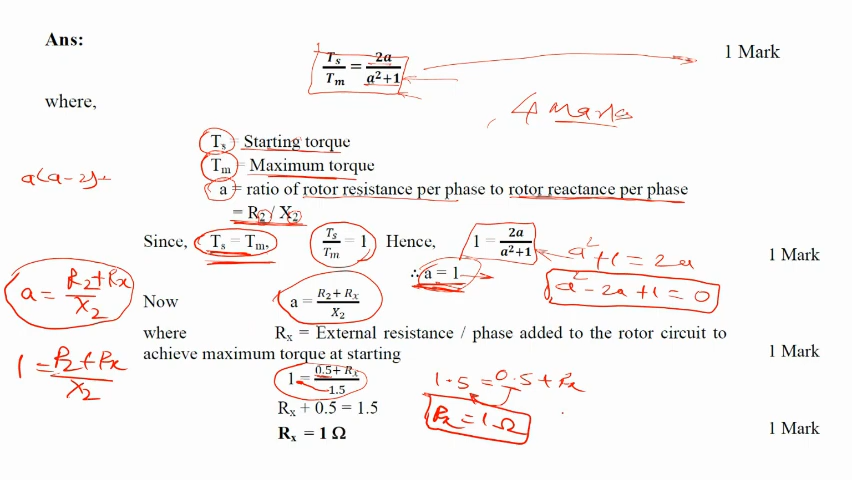 Ans:
Ts/Tm = 2a/a²+1 1 Mark
where,
4 Marks
Ts = Starting torque
Tm = Maximum torque
a(a-2)+
a = ratio of rotor resistance per phase to rotor reactance per phase
= R2 / X2
Since, Ts = Tm, Ts/Tm = 1 Hence, 1 = 2a/a²+1
a²+1 = 2a 1 Mark
∴ a = 1
a²-2a+1=0
a = R2+Rx/X2
Now a = R2 + Rx/X2
where Rx = External resistance / phase added to the rotor circuit to
achieve maximum torque at starting 1 Mark
1 = R2+Rx/X2
1 = 0.5+ Rx/1.5
1.5 = 0.5 + Rx
Rx + 0.5 = 1.5
Rx = 1 Ω
Rx = 1 Ω 1 Mark